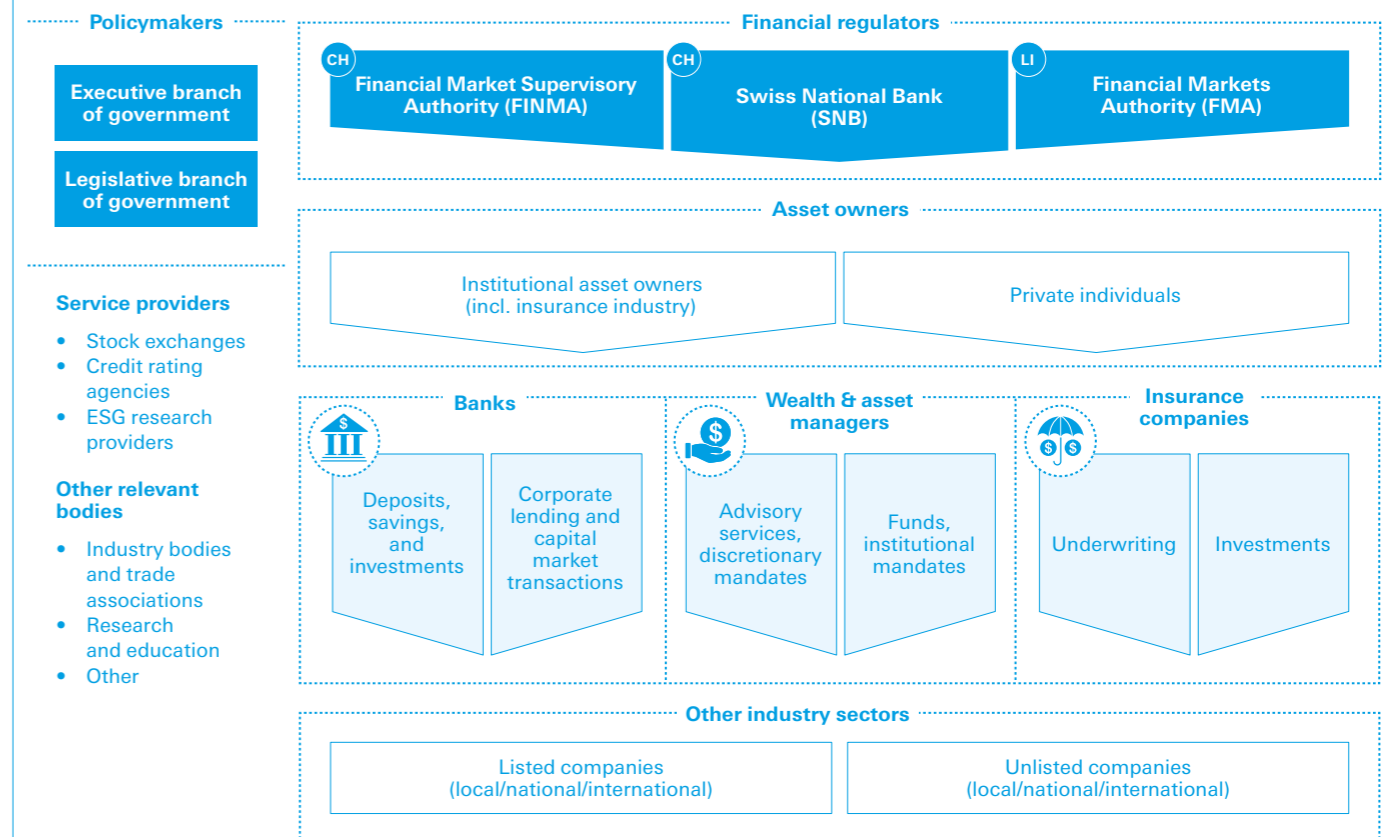 Policymakers
Executive branch
of government
Legislative branch
of government
Service providers
• Stock exchanges
• Credit rating
agencies
• ESG research
providers
Other relevant
bodies
• Industry bodies
and trade
associations
• Research
and education
• Other
Financial regulators
CH
Financial Market Supervisory
Authority (FINMA)
CH
Swiss National Bank
(SNB)
LI
Financial Markets
Authority (FMA)
Asset owners
Institutional asset owners
(incl. insurance industry)
Private individuals
Banks
$
Deposits,
savings,
and
investments
Corporate
lending and
capital
market
transactions
Wealth & asset
managers
$
Advisory
services,
discretionary
mandates
Funds,
institutional
mandates
Insurance
companies
$ $
Underwriting
Investments
Other industry sectors
Listed companies
(local/national/international)
Unlisted companies
(local/national/international)